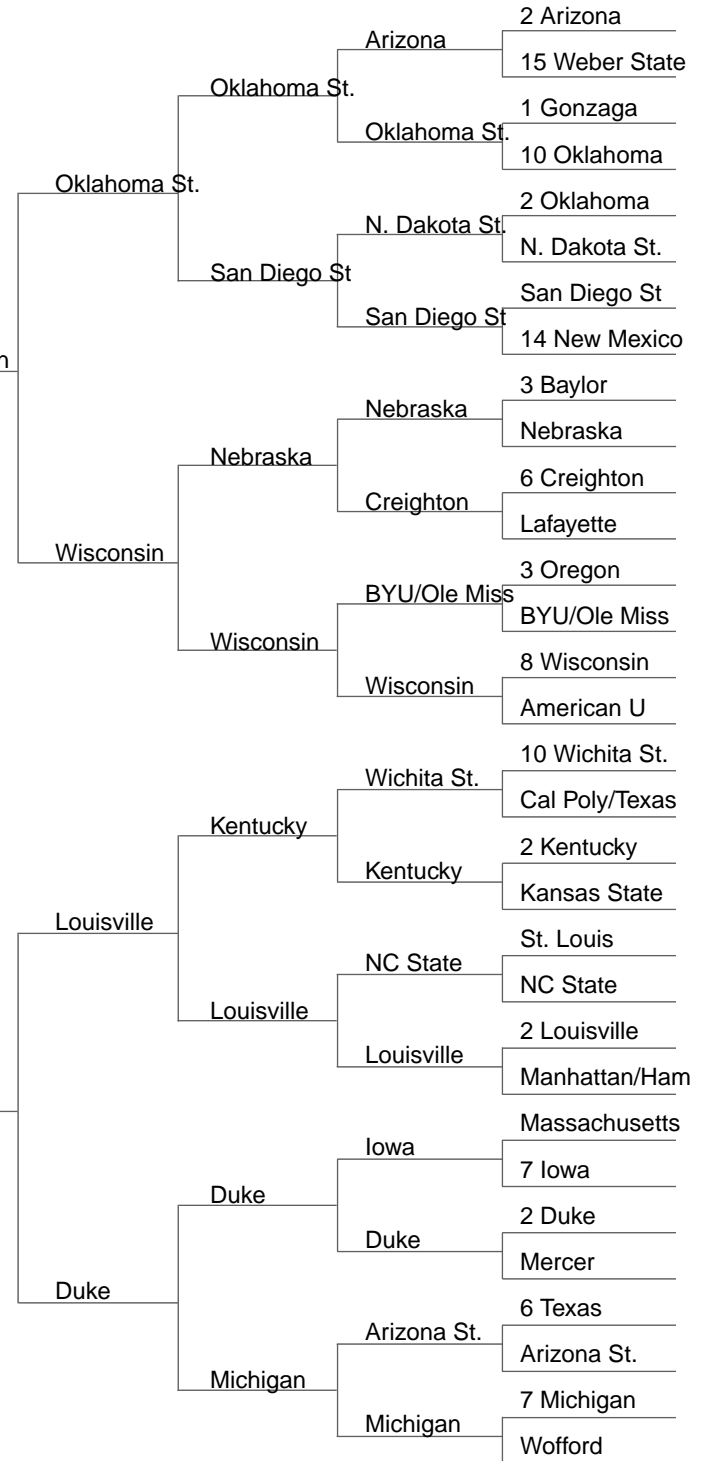 2 Arizona
Arizona
15 Weber State
Oklahoma St.
1 Gonzaga
Oklahoma St.
10 Oklahoma
Oklahoma St.
2 Oklahoma
N. Dakota St.
N. Dakota St.
San Diego St
San Diego St
San Diego St
14 New Mexico
n
3 Baylor
Nebraska
Nebraska
Nebraska
6 Creighton
Creighton
Lafayette
Wisconsin
3 Oregon
BYU/Ole Miss
BYU/Ole Miss
Wisconsin
8 Wisconsin
Wisconsin
American U
10 Wichita St.
Wichita St.
Cal Poly/Texas
Kentucky
2 Kentucky
Kentucky
Kansas State
Louisville
St. Louis
NC State
NC State
Louisville
2 Louisville
Louisville
Manhattan/Ham
Massachusetts
Iowa
7 Iowa
Duke
2 Duke
Duke
Mercer
Duke
6 Texas
Arizona St.
Arizona St.
Michigan
7 Michigan
Michigan
Wofford